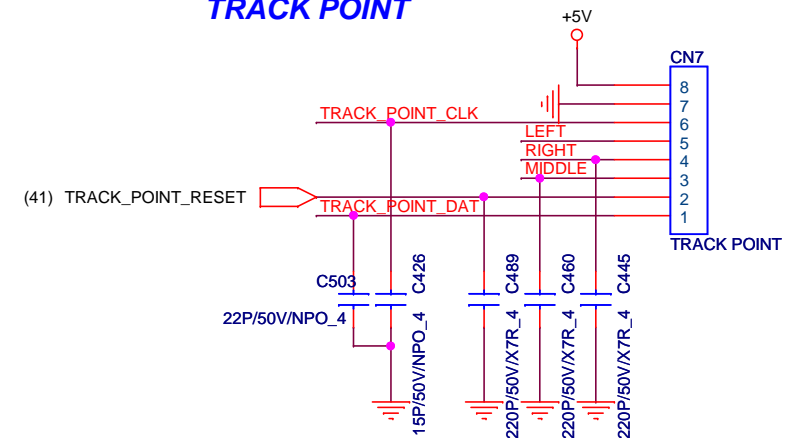 TRACK POINT
+5V
CN7
8
7
TRACK_POINT_CLK
6
LEFT
5
RIGHT
4
MIDDLE
3
(41) TRACK_POINT_RESET
2
TRACK_POINT_DAT
1
TRACK POINT
C503
C426
C489
C460
C445
22P/50V/NPO_4
15P/50V/NPO_4
220P/50V/X7R_4
220P/50V/X7R_4
220P/50V/X7R_4